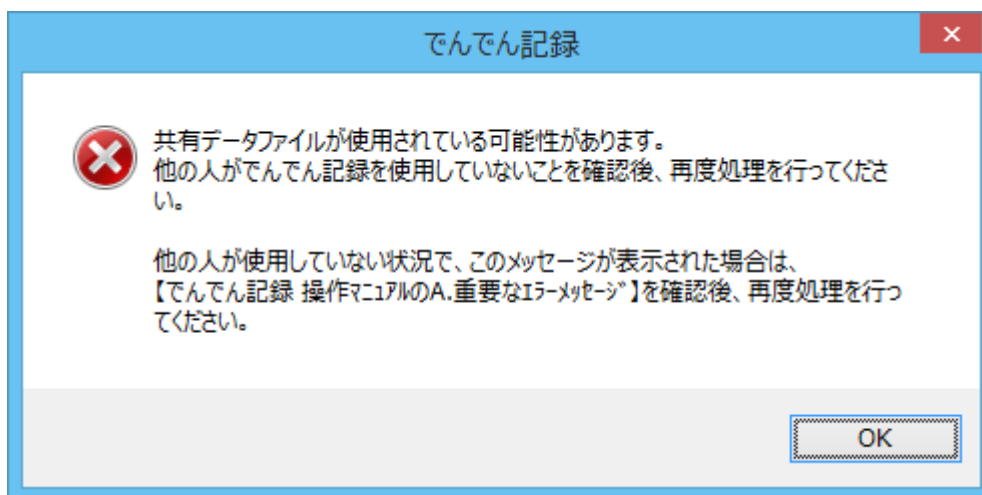 でんでん記録
共有データファイルが使用されている可能性があります。
他の人がでんでん記録を使用していないことを確認後、再度処理を行ってくださ
い。
他の人が使用していない状況で、このメッセージが表示された場合は、
【でんでん記録 操作ﾏﾆｭｱﾙのA.重要なｴﾗｰﾒｯｾｰｼﾞ】を確認後、再度処理を行っ
てください。
OK